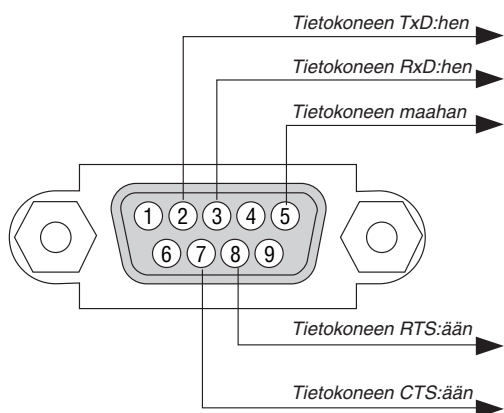 Tietokoneen TxD:hen
Tietokoneen RxD:hen
Tietokoneen maahan
1 2 3 4 5
6 7 8 9
Tietokoneen RTS:ään
Tietokoneen CTS:ään